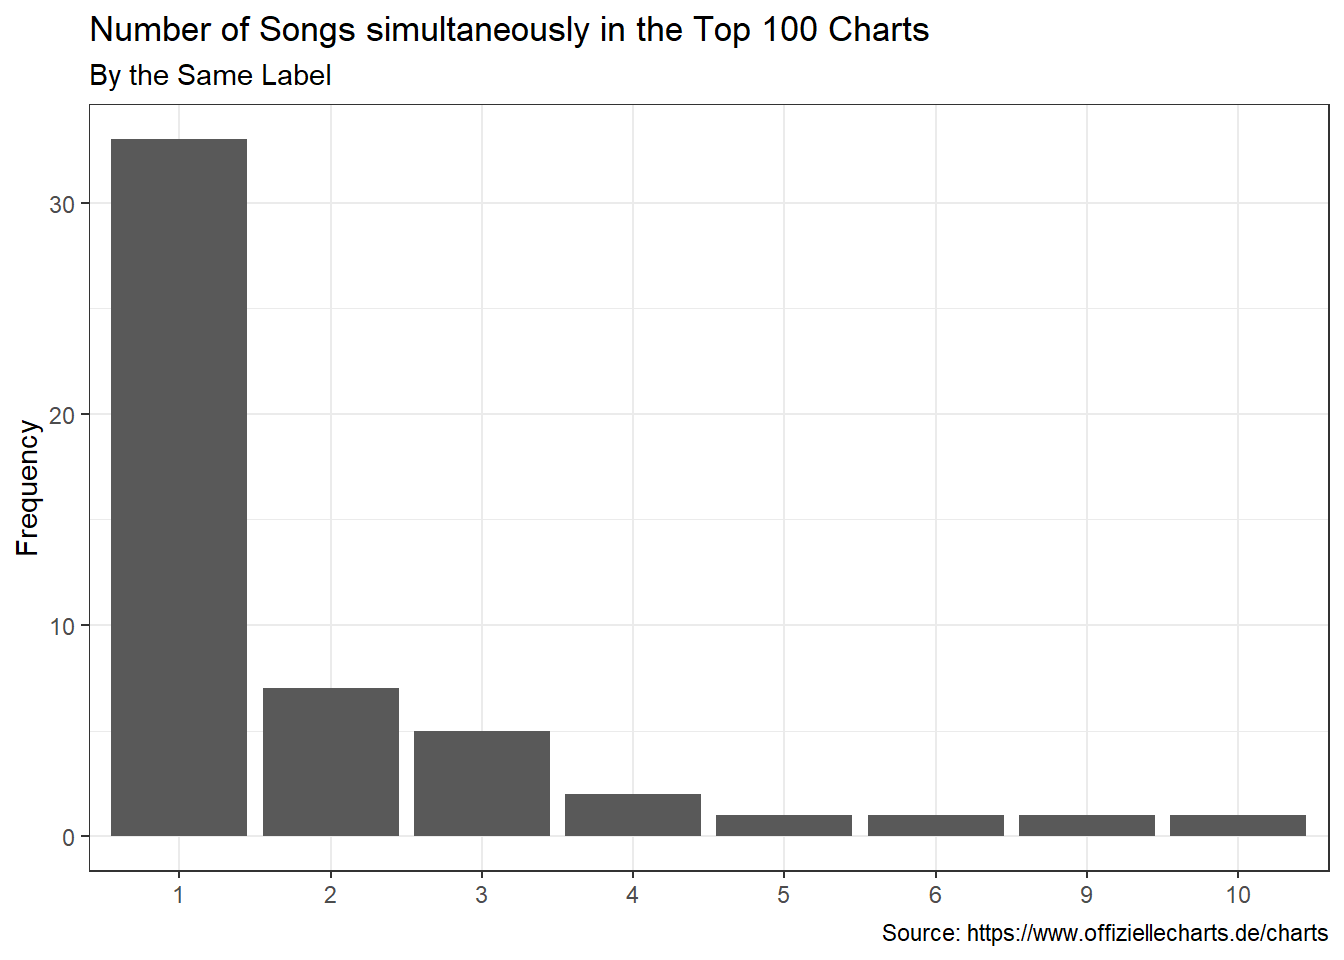 Number of Songs simultaneously in the Top 100 Charts
By the Same Label
Frequency
30
20
10
0
1 2 3 4 5 6 9 10
Source: https://www.offiziellecharts.de/charts